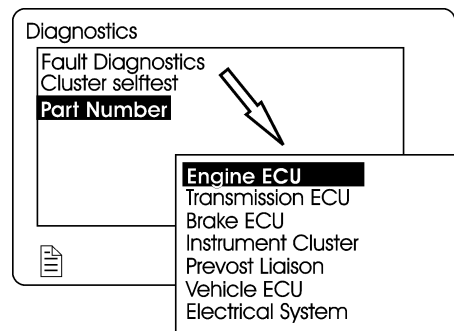 Diagnostics
Fault Diagnostics
Cluster selftest
Part Number
Engine ECU
Transmission ECU
Brake ECU
Instrument Cluster
Prevost Liaison
Vehicle ECU
Electrical System